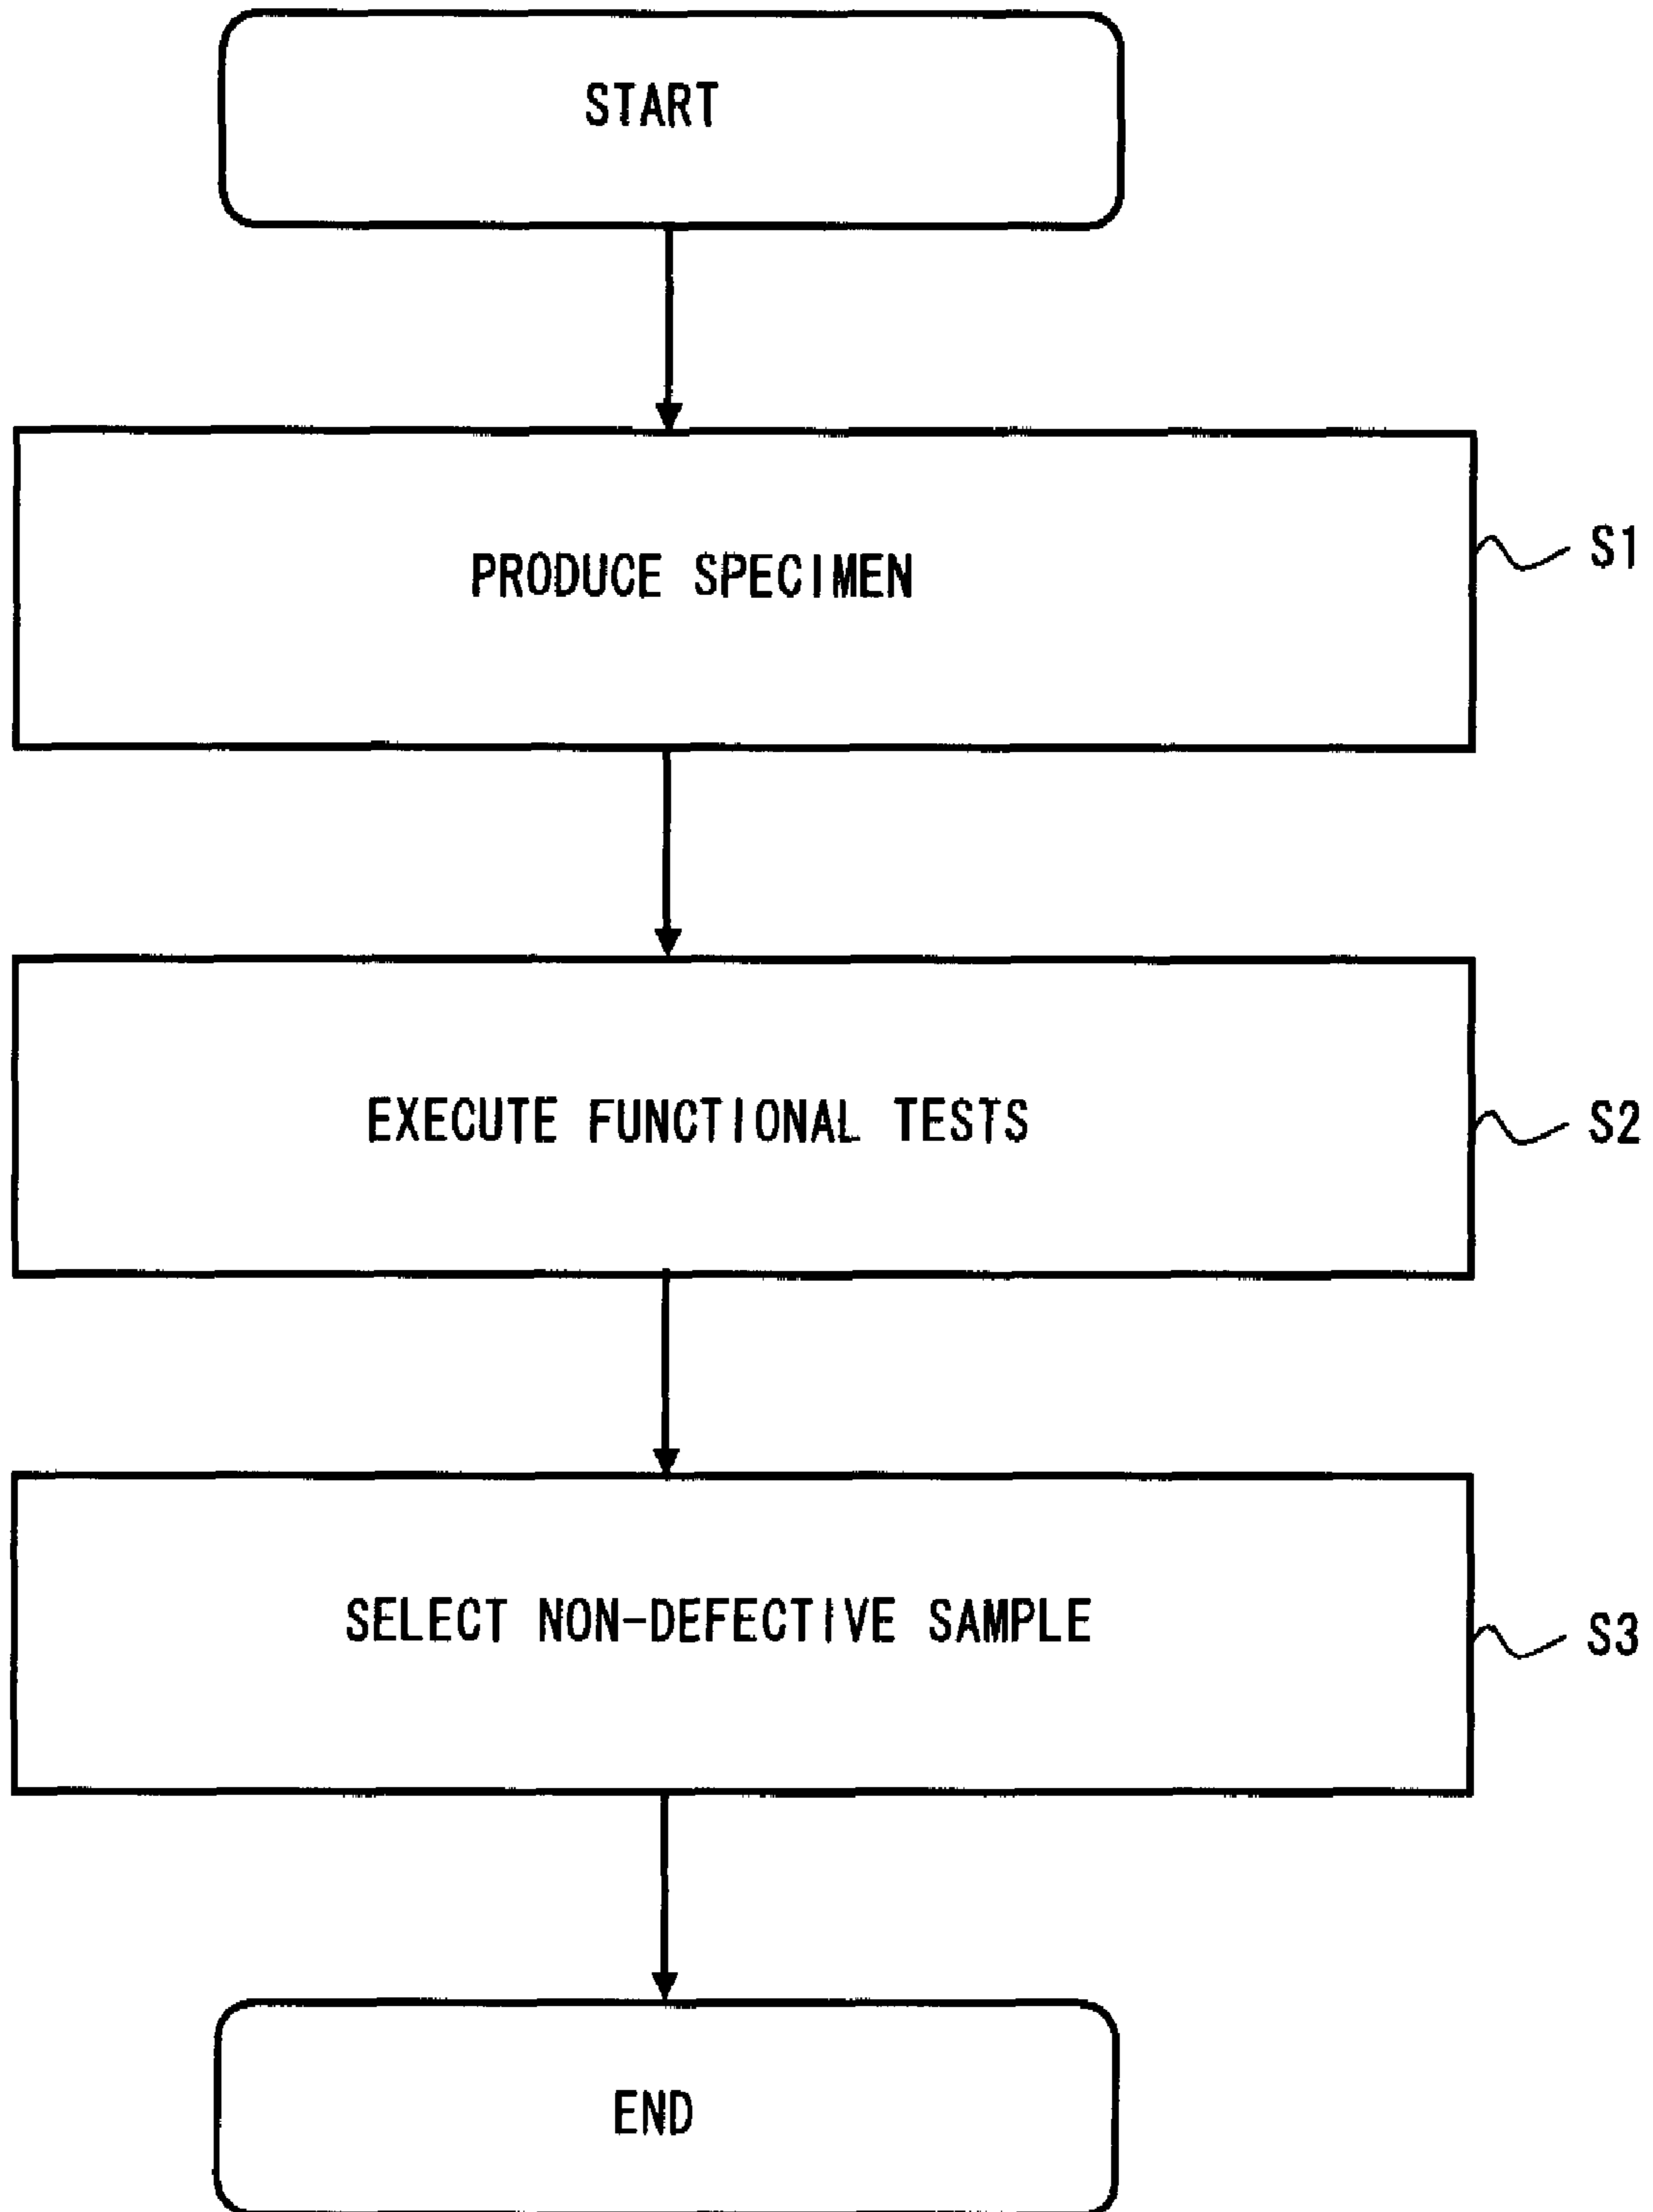 START
PRODUCE SPECIMEN
S1
EXECUTE FUNCTIONAL TESTS
S2
SELECT NON-DEFECTIVE SAMPLE
S3
END